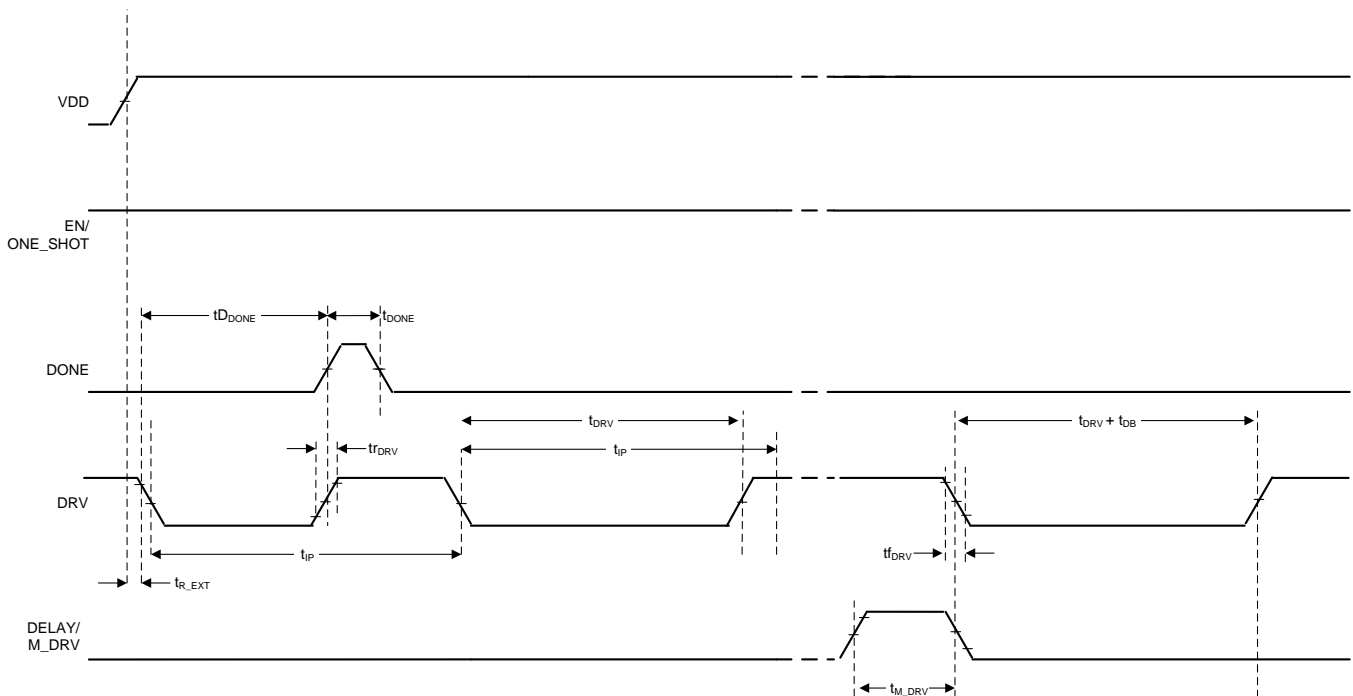 VDD
EN/
ONE_SHOT
tD_DONE
t_DONE
DONE
t_DRV
t_DRV + t_DB
tr_DRV
t_IP
DRV
t_IP
tf_DRV
t_R_EXT
DELAY/
M_DRV
t_M_DRV